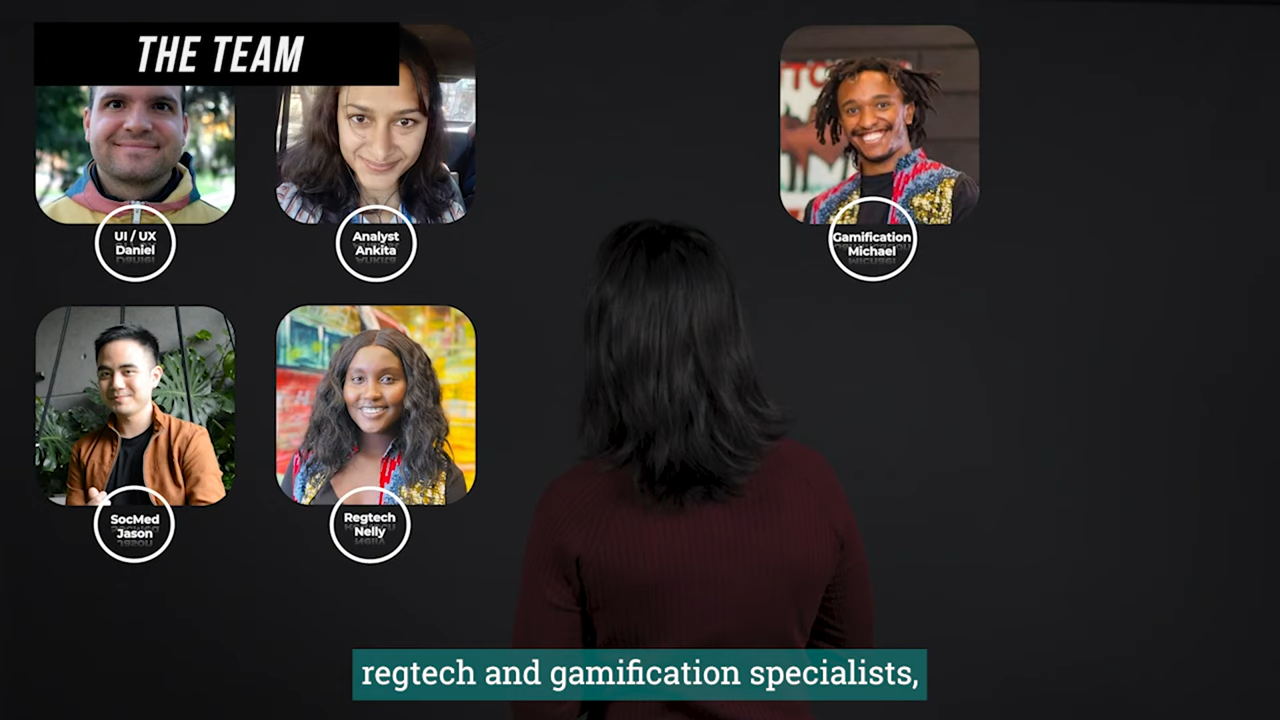 THE TEAM
UI / UX
Daniel
Analyst
Ankita
Gamification
Michael
SocMed
Jason
Regtech
Nelly
regtech and gamification specialists,